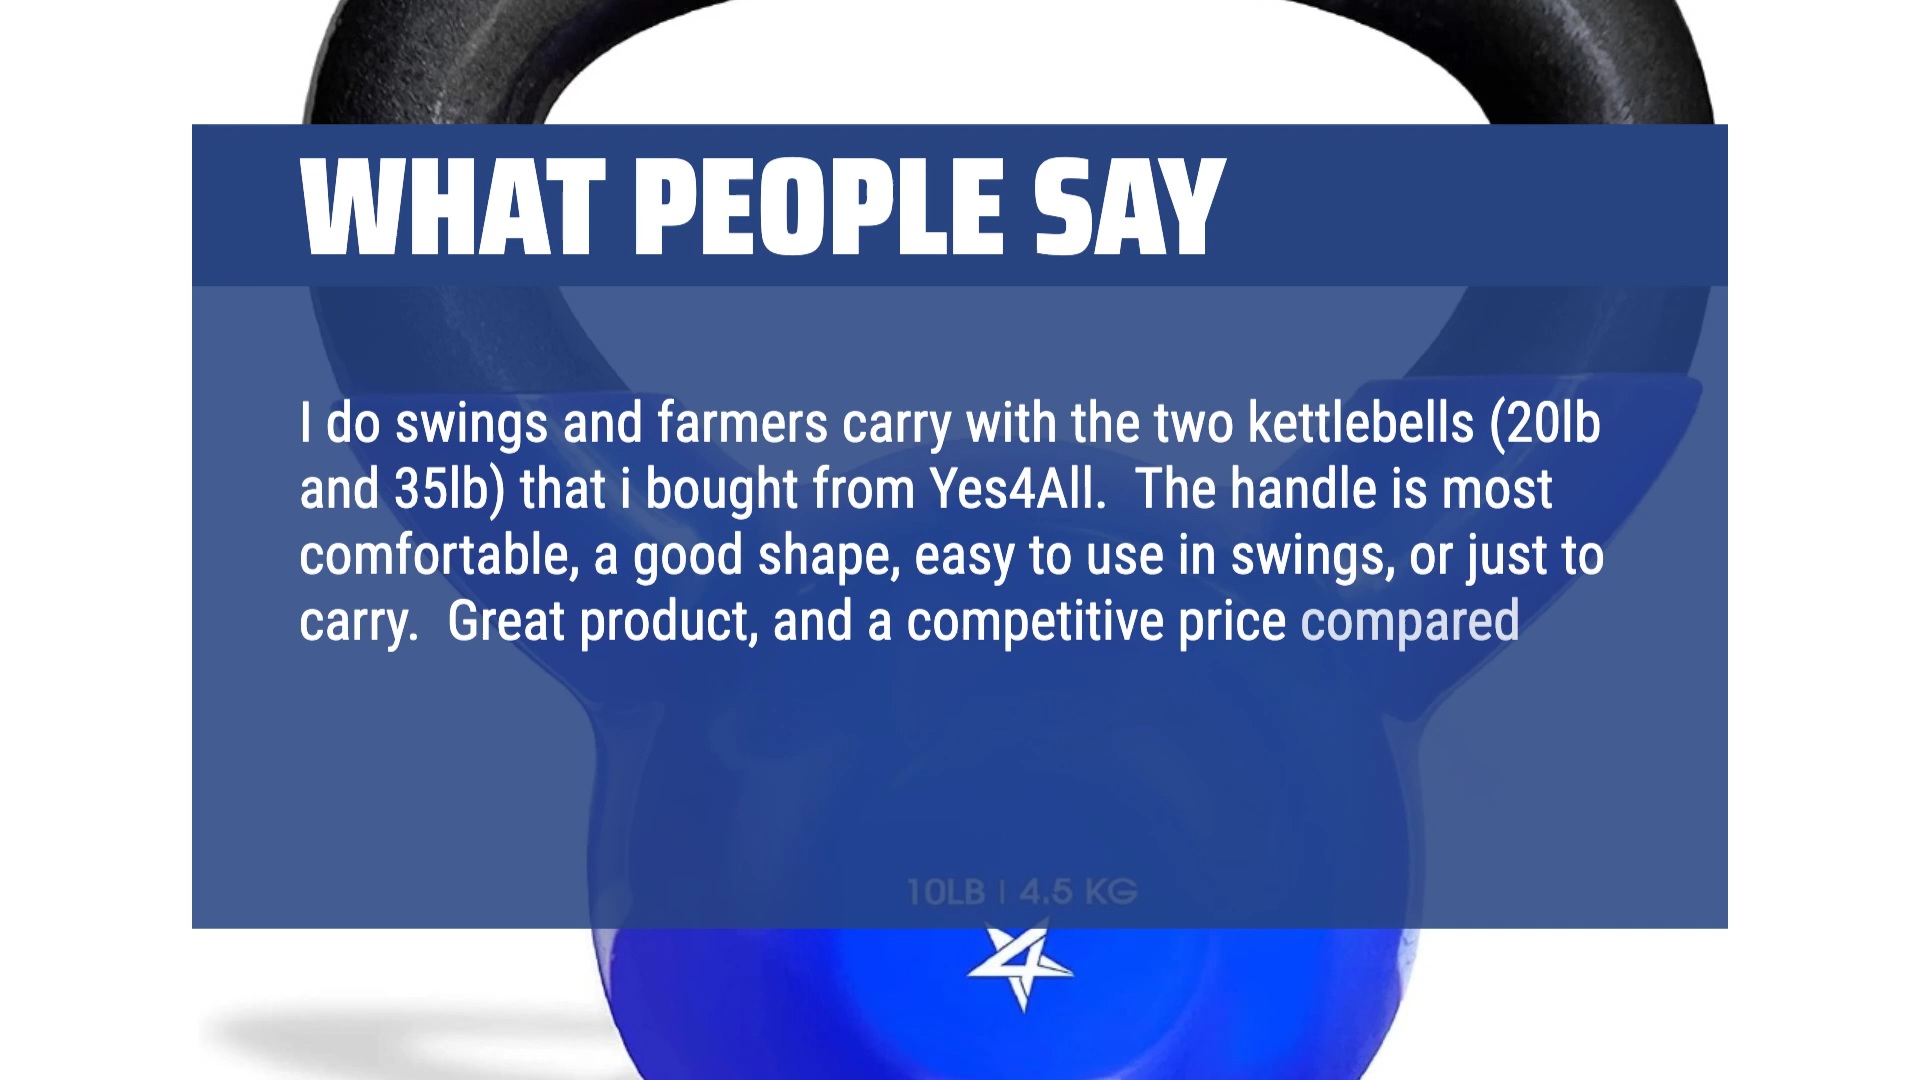 WHAT PEOPLE SAY
I do swings and farmers carry with the two kettlebells (20lb
and 35lb) that i bought from Yes4All.  The handle is most
comfortable, a good shape, easy to use in swings, or just to
carry.  Great product, and a competitive price compared
10LB | 4.5 KG
4